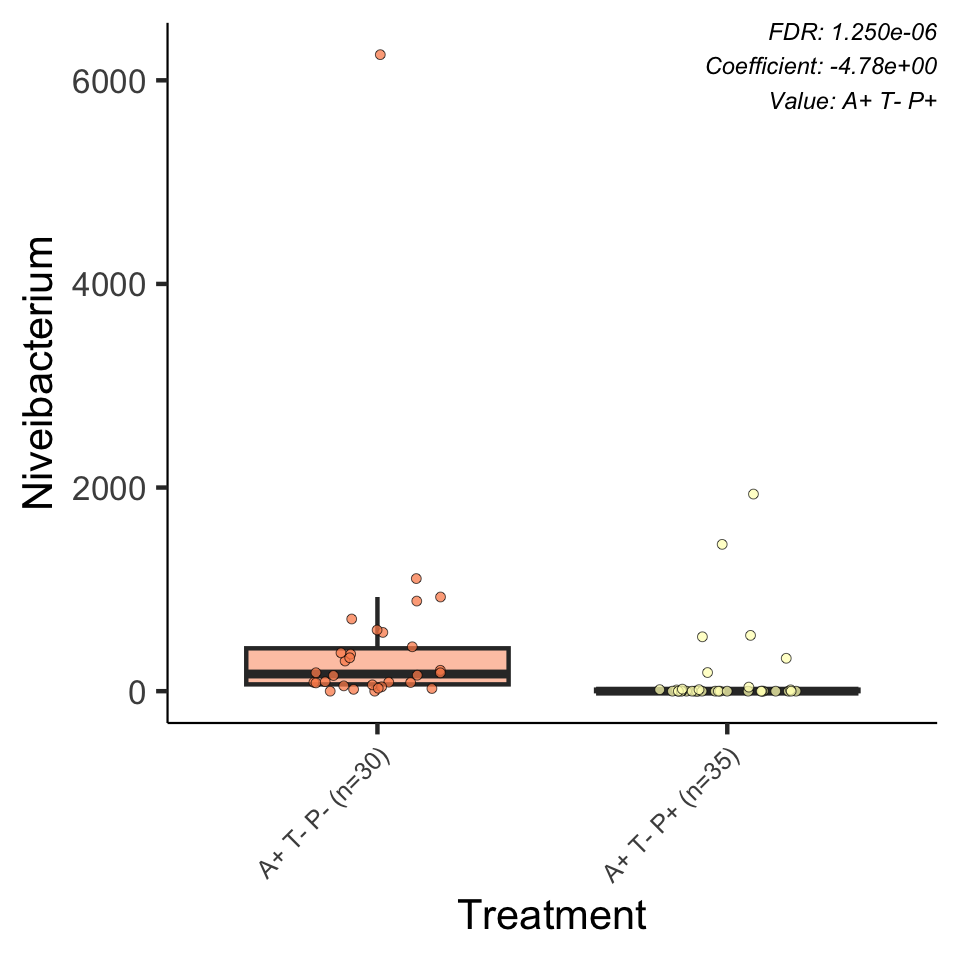 FDR: 1.250e-06
Coefficient: -4.78e+00
Value: A+ T- P+
Niveibacterium
6000
4000
2000
0
A+ T- P- (n=30)
A+ T- P+ (n=35)
Treatment